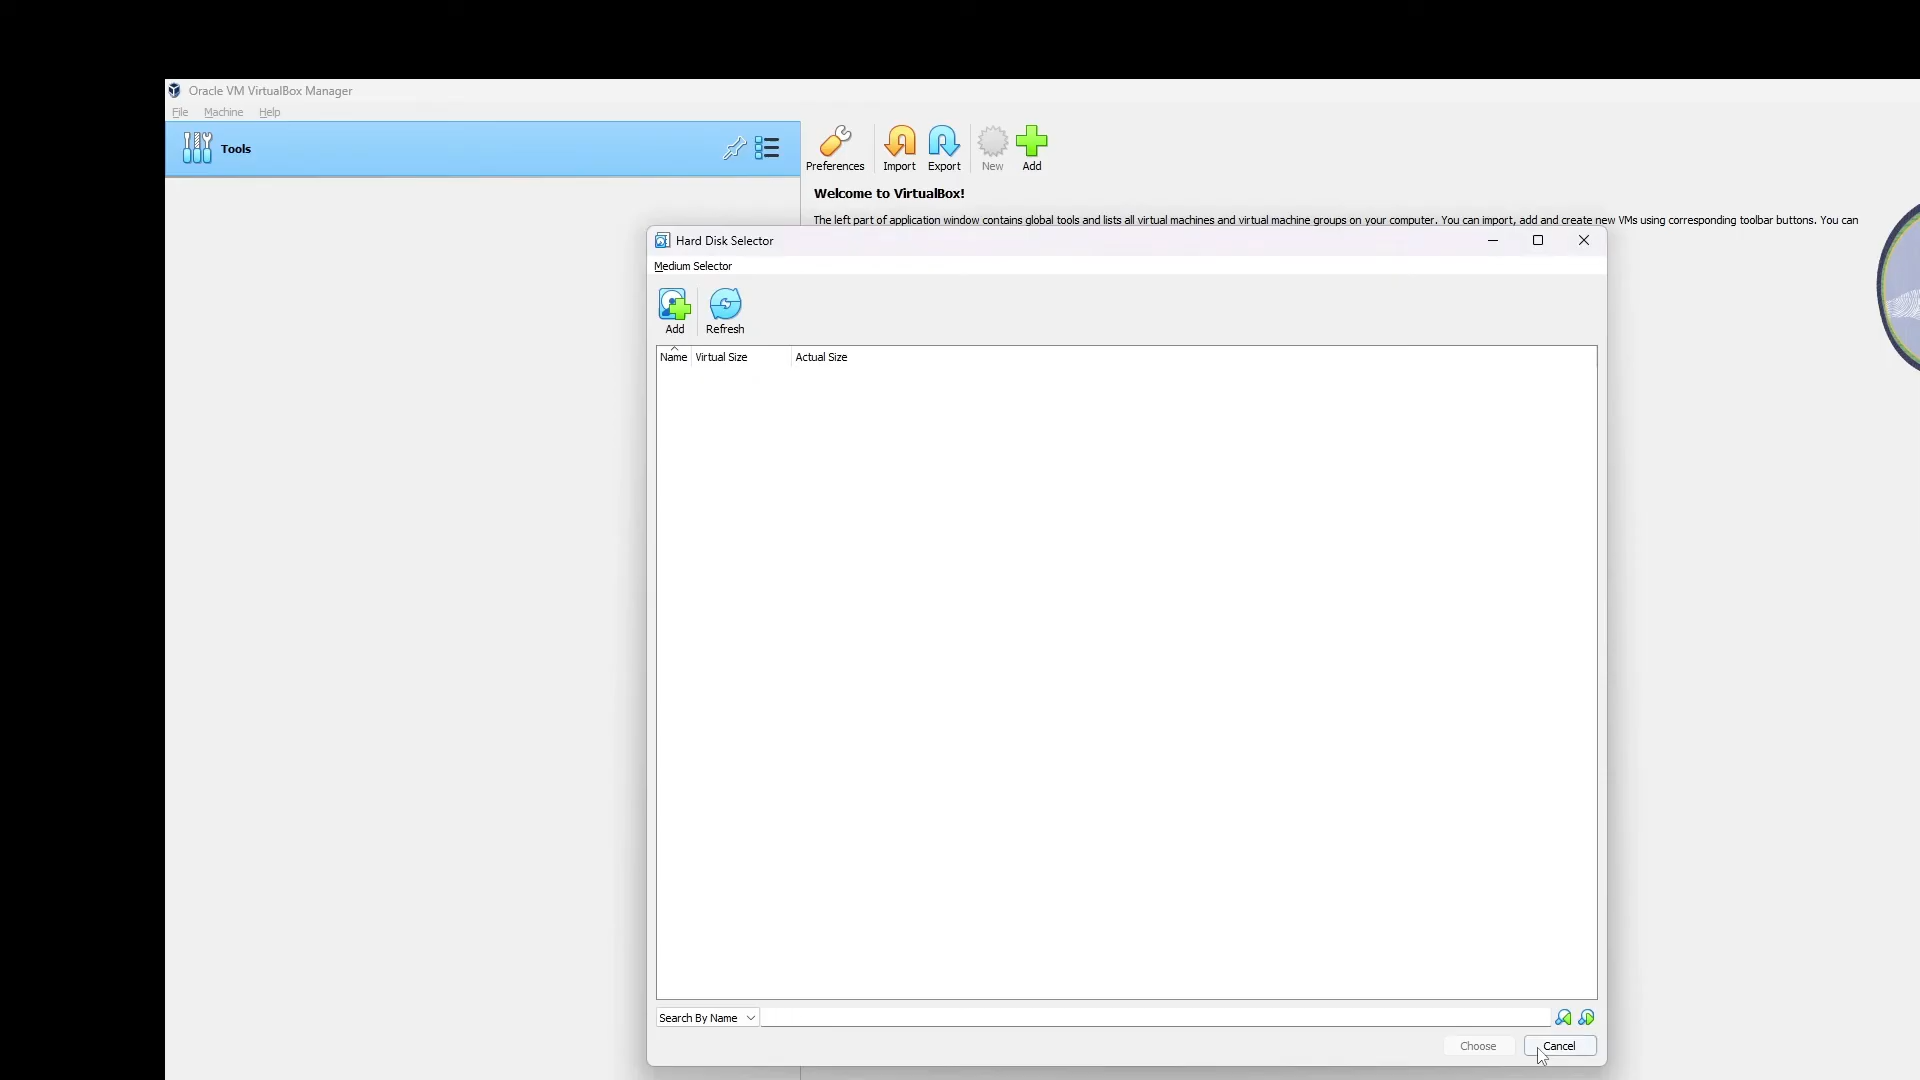 Oracle VM VirtualBox Manager
File Machine Help
Tools
Preferences Import Export New Add
Welcome to VirtualBox!
The left part of application window contains global tools and lists all virtual machines and virtual machine groups on your computer. You can import, add and create new VMs using corresponding toolbar buttons. You can
Hard Disk Selector
Medium Selector
Add Refresh
Name Virtual Size Actual Size
Search By Name
Choose Cancel